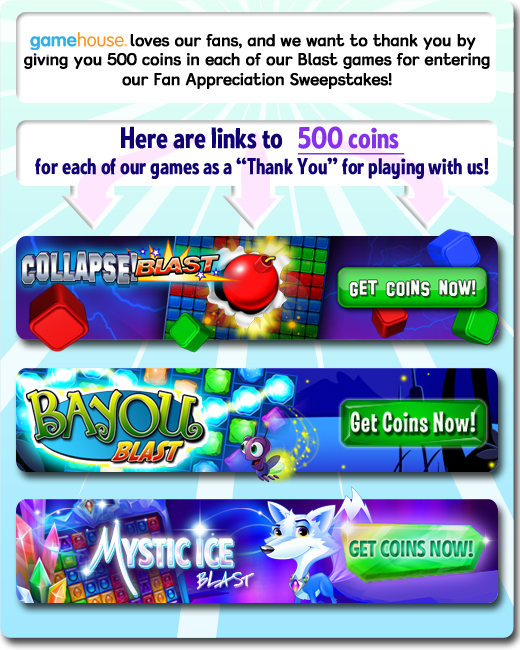 gamehouse. loves our fans, and we want to thank you by
giving you 500 coins in each of our Blast games for entering
our Fan Appreciation Sweepstakes!
Here are links to 500 coins
for each of our games as a “Thank You” for playing with us!
COLLAPSE! BLAST
GET COINS NOW!
BAYOU
BLAST
Get Coins Now!
MYSTIC ICE
BLAST
GET COINS NOW!